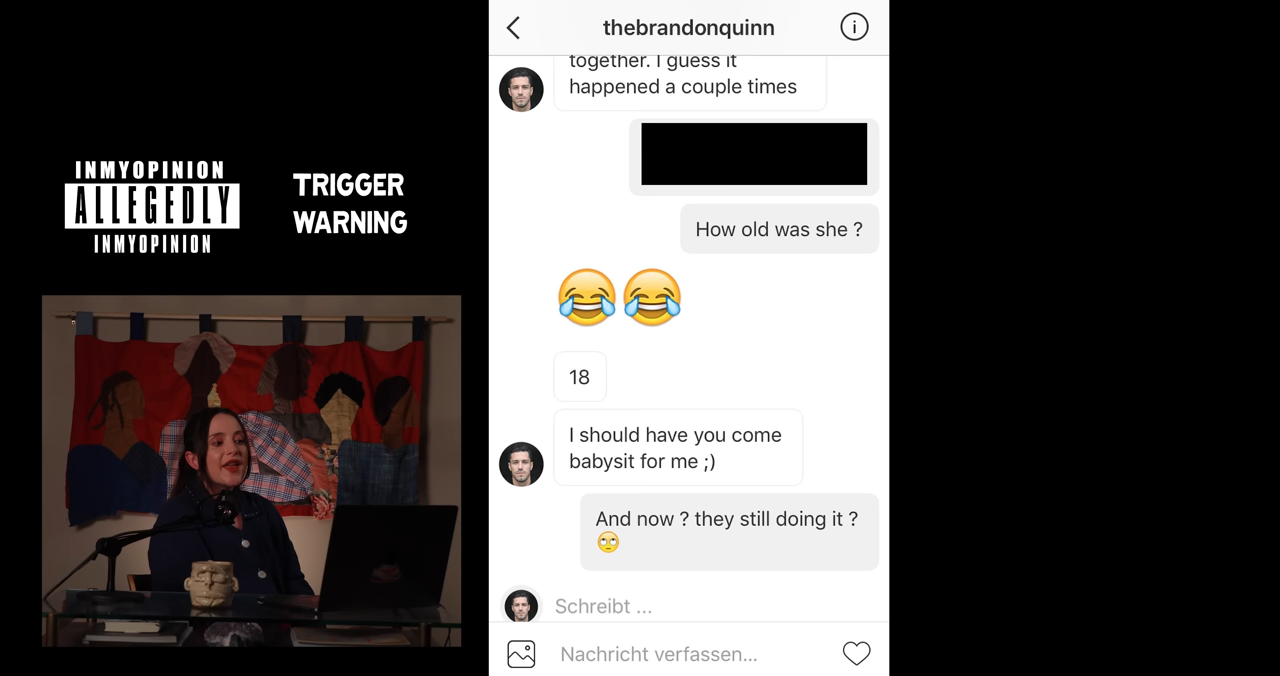 INMYOPINION
ALLEGEDLY
INMYOPINION
TRIGGER
WARNING
thebrandonquinn
together. I guess it
happened a couple times
How old was she ?
😂😂
18
I should have you come
babysit for me ;)
And now ? they still doing it ?
🙄
Schreibt ...
Nachricht verfassen...